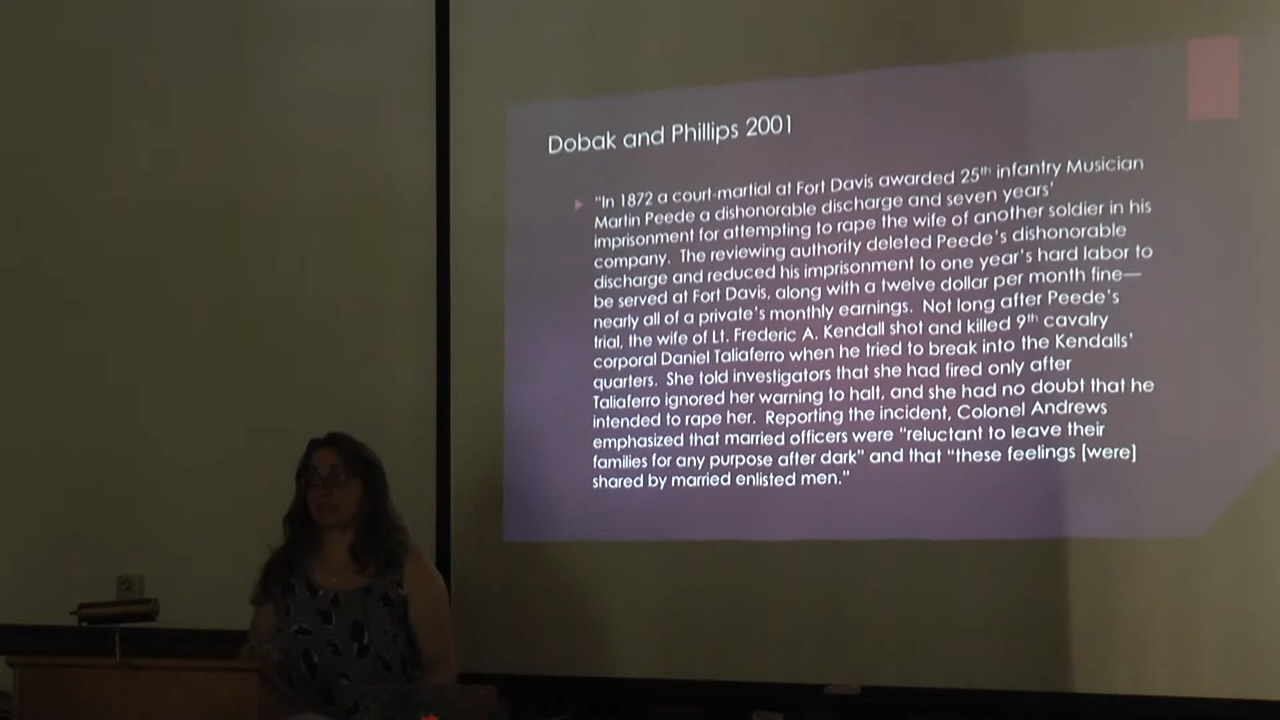 Dobak and Phillips 2001
"In 1872 a court-martial at Fort Davis awarded 25th infantry Musician
Martin Peede a dishonorable discharge and seven years'
imprisonment for attempting to rape the wife of another soldier in his
company. The reviewing authority deleted Peede's dishonorable
discharge and reduced his imprisonment to one year's hard labor to
be served at Fort Davis, along with a twelve dollar per month fine—
nearly all of a private's monthly earnings. Not long after Peede's
trial, the wife of Lt. Frederic A. Kendall shot and killed 9th cavalry
corporal Daniel Taliaferro when he tried to break into the Kendalls'
quarters. She told investigators that she had fired only after
Taliaferro ignored her warning to halt, and she had no doubt that he
intended to rape her. Reporting the incident, Colonel Andrews
emphasized that married officers were "reluctant to leave their
families for any purpose after dark" and that "these feelings [were]
shared by married enlisted men."